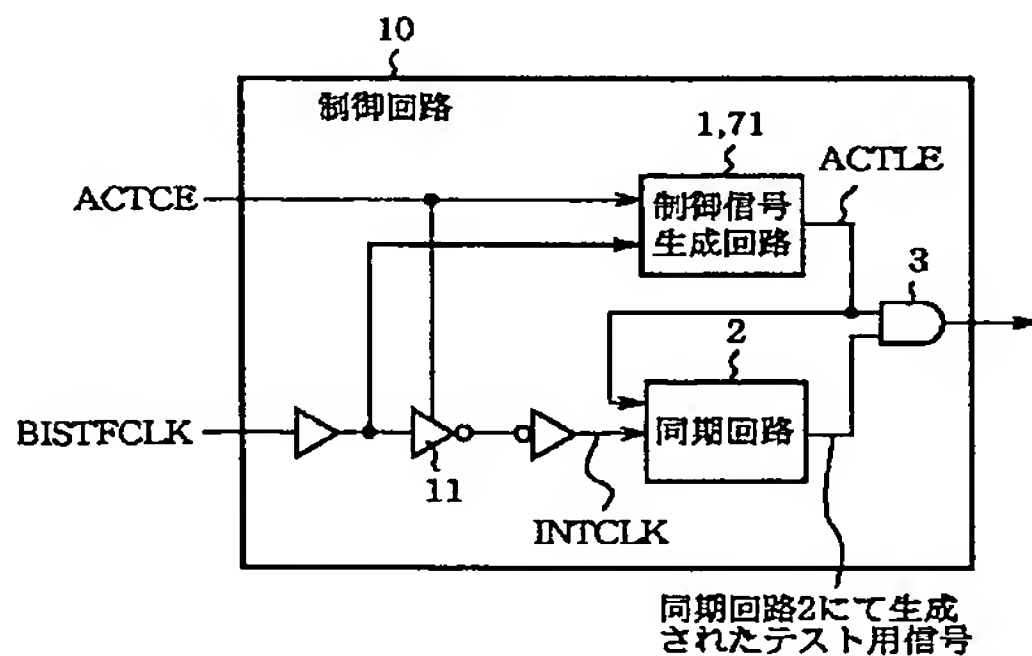 10
制御回路
1,71
ACTLE
ACTCE
制御信号
生成回路
3
2
BISTFCLK
同期回路
11
INTCLK
同期回路2にて生成
されたテスト用信号